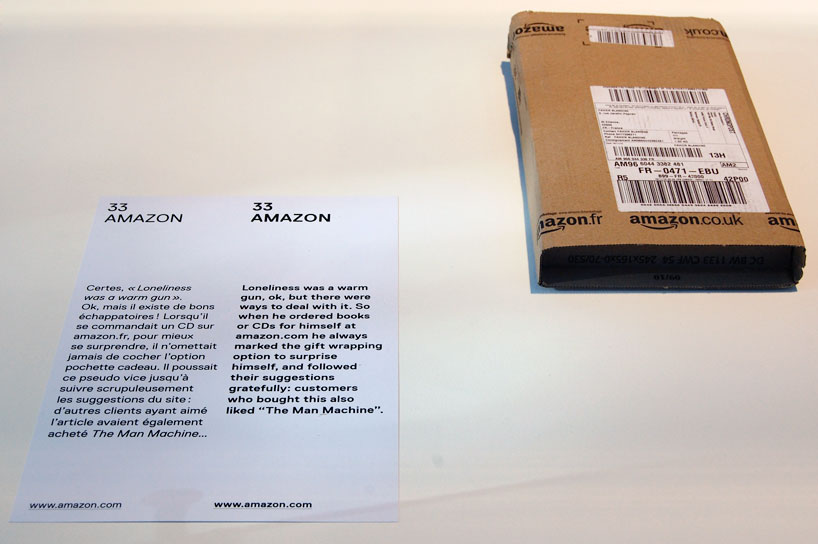 33
AMAZON
Certes, « Loneliness
was a warm gun ».
Ok, mais il existe de bons
échappatoires ! Lorsqu'il
se commandait un CD sur
amazon.fr, pour mieux
se surprendre, il n'omettait
jamais de cocher l'option
pochette cadeau. Il poussait
ce pseudo vice jusqu'à
suivre scrupuleusement
les suggestions du site :
d'autres clients ayant aimé
l'article avaient également
acheté The Man Machine...
www.amazon.com
33
AMAZON
Loneliness was a warm
gun, ok, but there were
ways to deal with it. So
when he ordered books
or CDs for himself at
amazon.com he always
marked the gift wrapping
option to surprise
himself, and followed
their suggestions
gratefully: customers
who bought this also
liked “The Man Machine”.
www.amazon.com
13H
AM96 AM2
FR-0471-EBU
R5 42P00
amazon.fr amazon.co.uk am